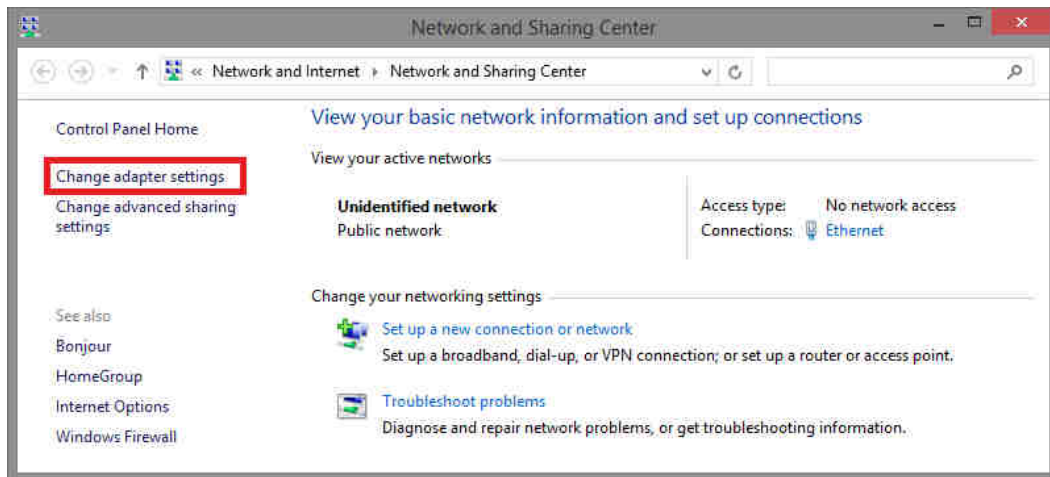 Network and Sharing Center
« Network and Internet ▸ Network and Sharing Center
Control Panel Home
Change adapter settings
Change advanced sharing
settings
See also
Bonjour
HomeGroup
Internet Options
Windows Firewall
View your basic network information and set up connections
View your active networks
Unidentified network
Public network
Access type: No network access
Connections: Ethernet
Change your networking settings
Set up a new connection or network
Set up a broadband, dial-up, or VPN connection; or set up a router or access point.
Troubleshoot problems
Diagnose and repair network problems, or get troubleshooting information.